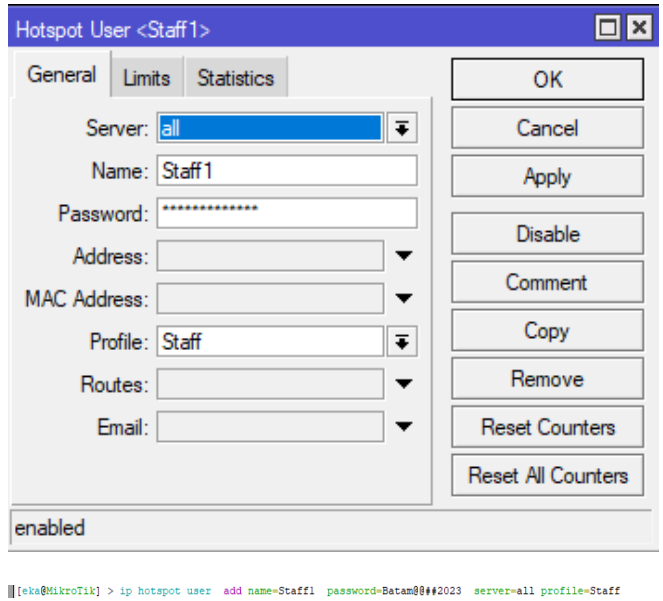 Hotspot User <Staff1>
General Limits Statistics
Server: all
Name: Staff1
Password: *************
Address:
MAC Address:
Profile: Staff
Routes:
Email:
OK
Cancel
Apply
Disable
Comment
Copy
Remove
Reset Counters
Reset All Counters
enabled
[eka@MikroTik] > ip hotspot user add name=Staff1 password=Batam@@##2023 server=all profile=Staff